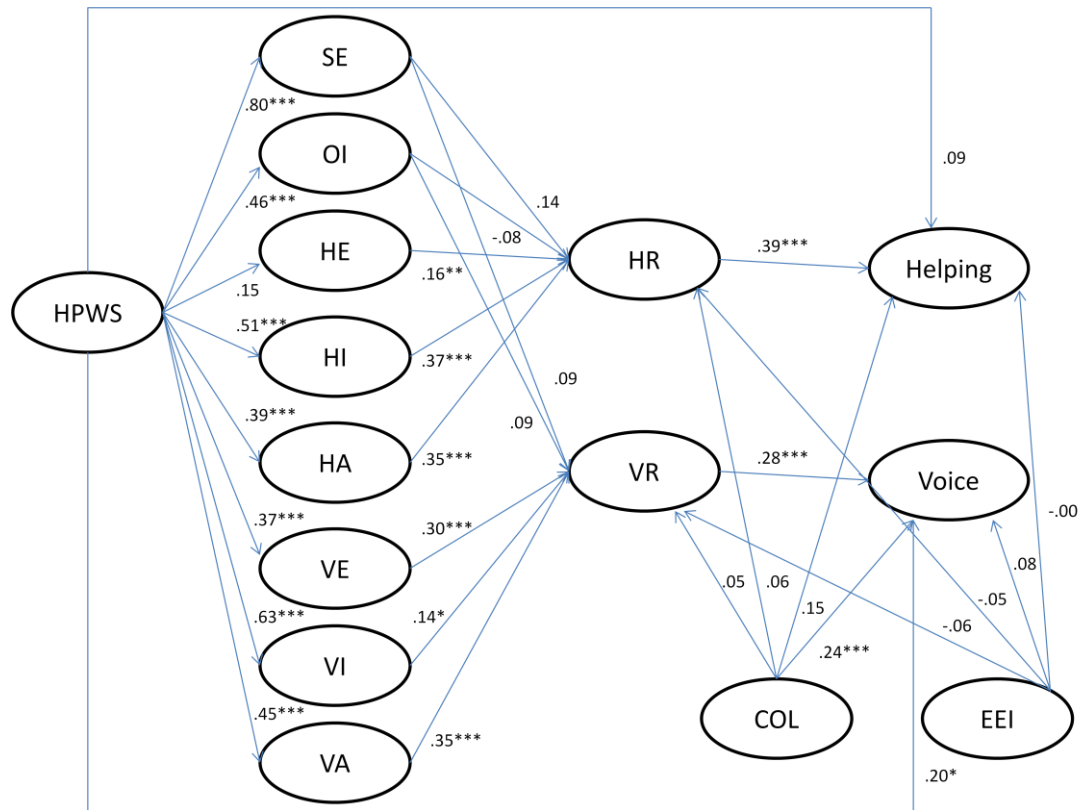 SE
.80***
OI
.09
.46***
.14
-.08
HE
HR
.39***
Helping
.16**
HPWS
.15
.51***
HI
.37***
.09
.39***
.09
HA
.35***
VR
.28***
Voice
-.00
.37***
.30***
VE
.05
.06
.08
.15
-.05
.63***
.14*
-.06
VI
.24***
.45***
COL
EEI
.35***
VA
.20*